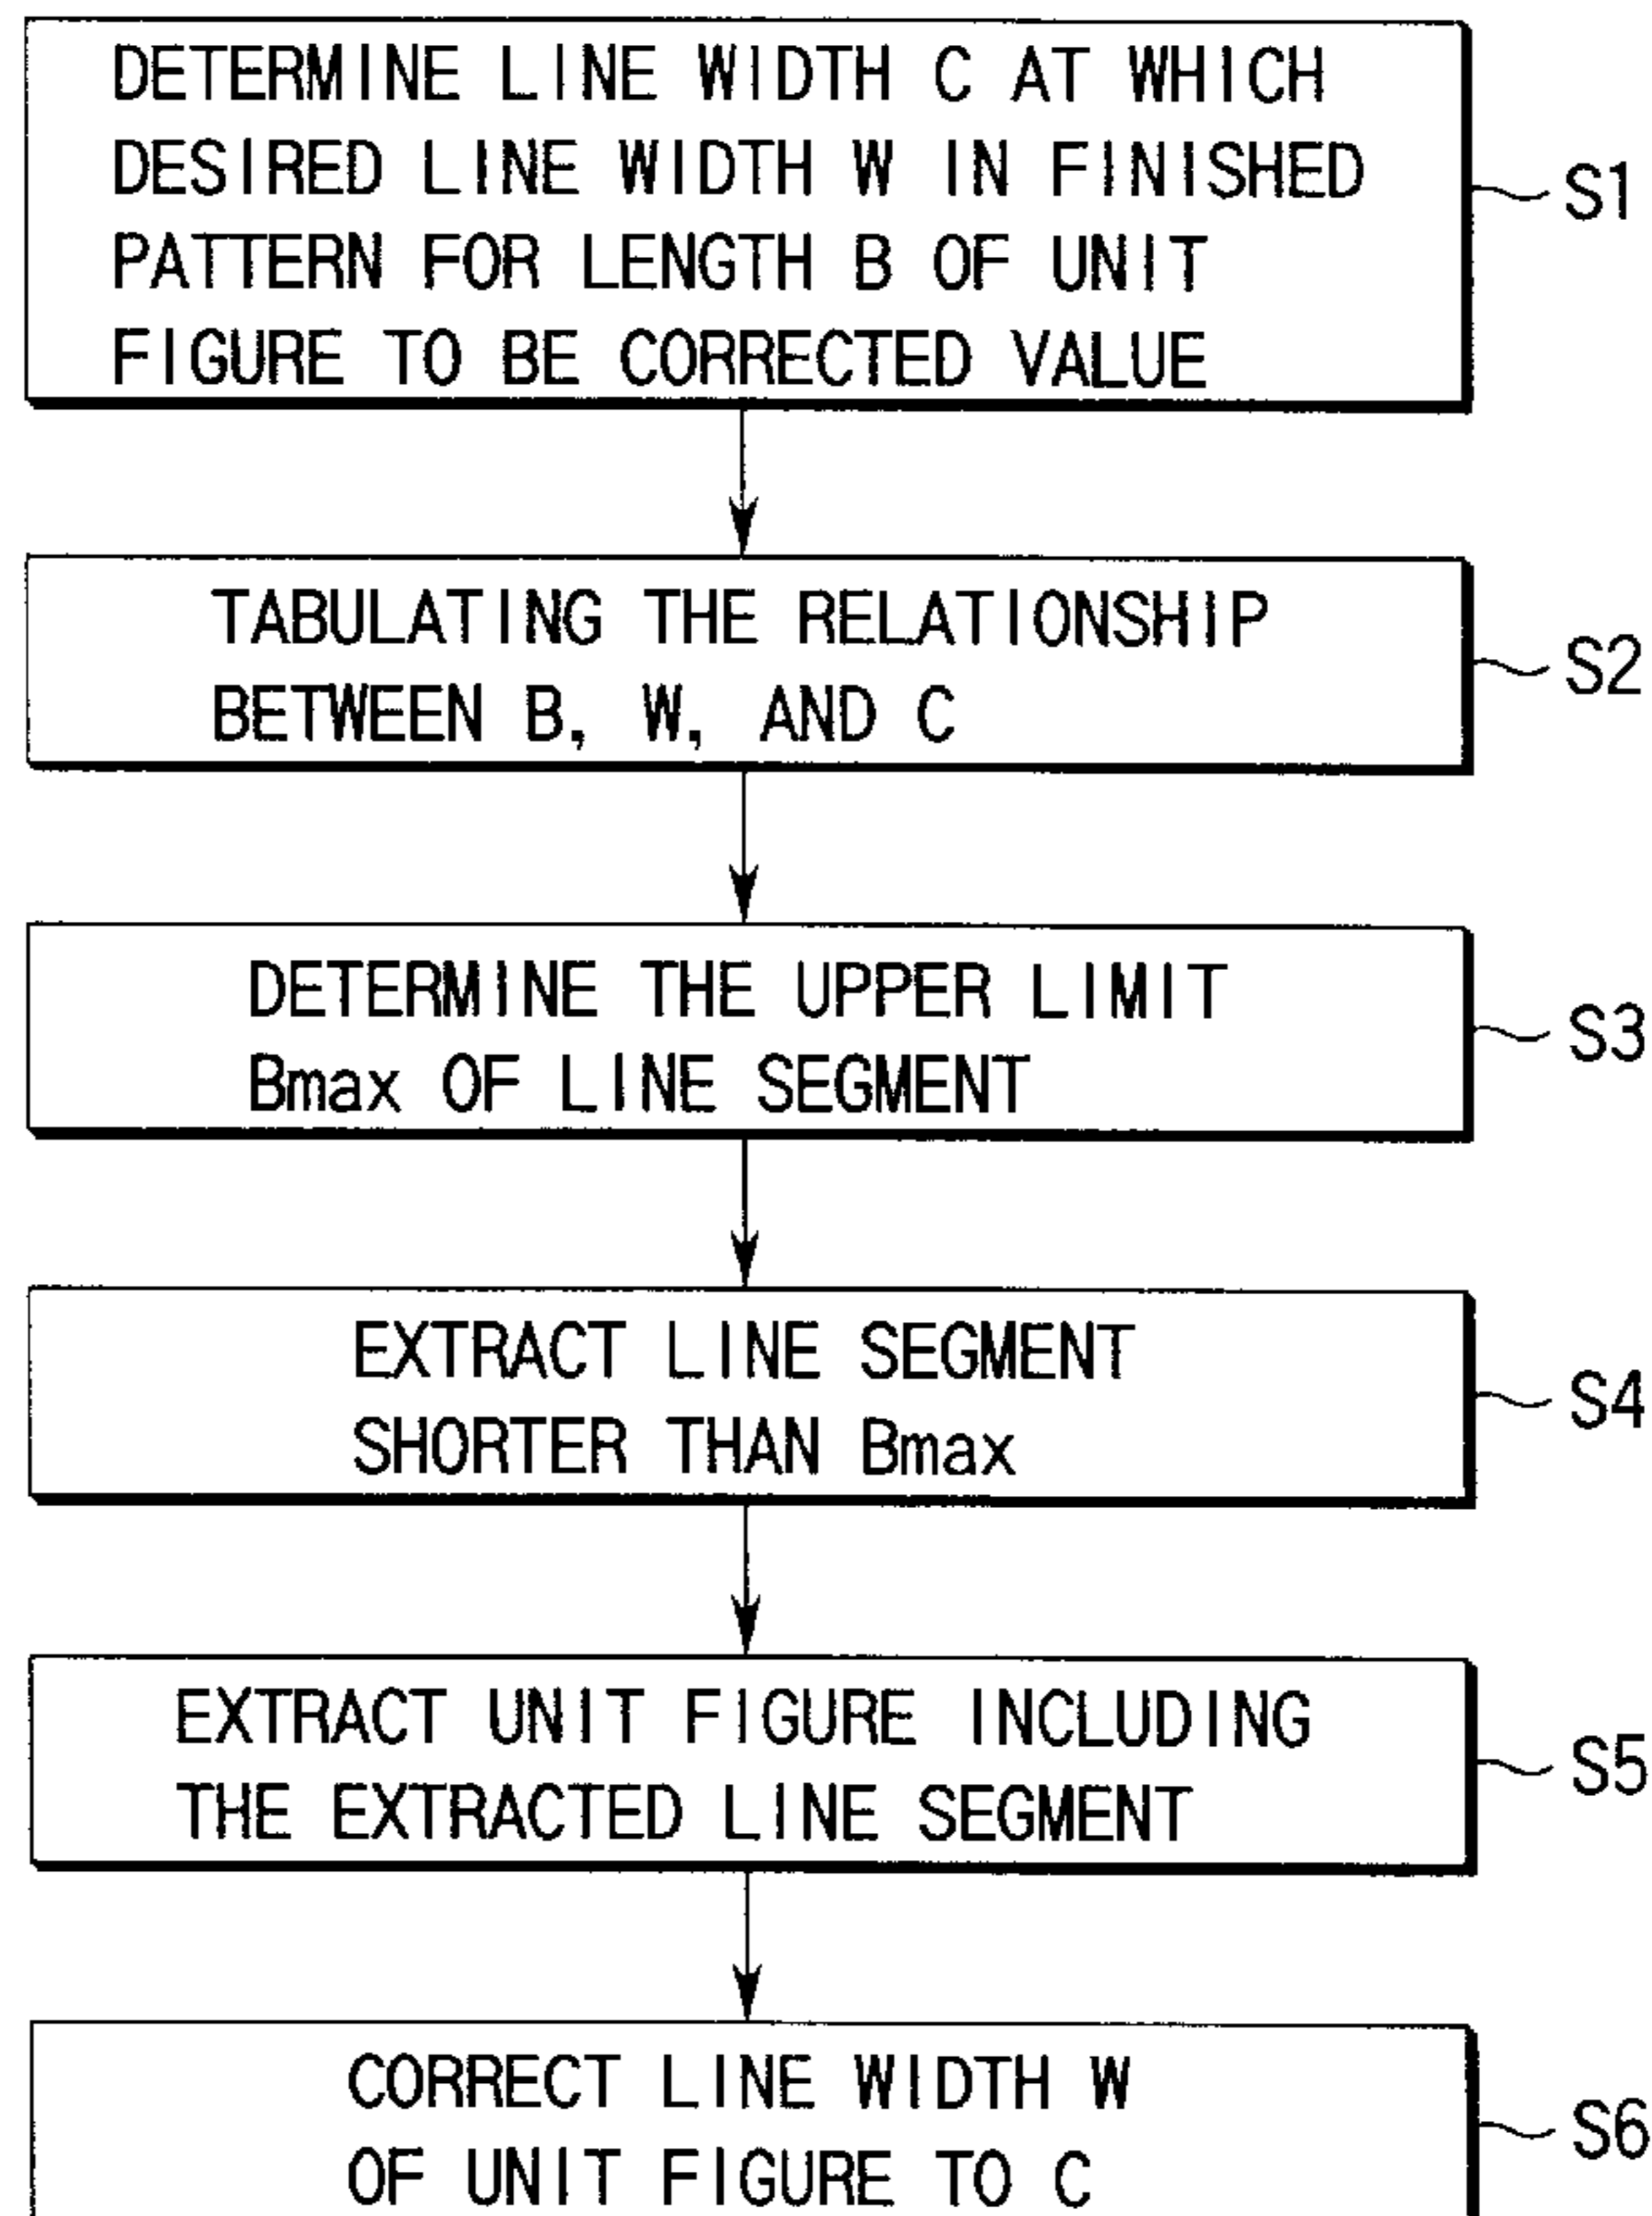 DETERMINE LINE WIDTH C AT WHICH
DESIRED LINE WIDTH W IN FINISHED
PATTERN FOR LENGTH B OF UNIT
FIGURE TO BE CORRECTED VALUE
S1
TABULATING THE RELATIONSHIP
BETWEEN B, W, AND C
S2
DETERMINE THE UPPER LIMIT
Bmax OF LINE SEGMENT
S3
EXTRACT LINE SEGMENT
SHORTER THAN Bmax
S4
EXTRACT UNIT FIGURE INCLUDING
THE EXTRACTED LINE SEGMENT
S5
CORRECT LINE WIDTH W
OF UNIT FIGURE TO C
S6